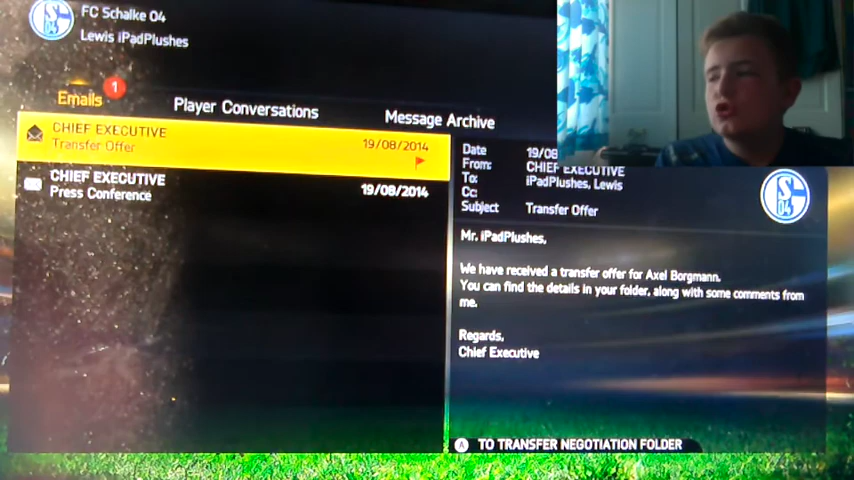 FC Schalke 04
Lewis iPadPlushes
Emails
1
Player Conversations
Message Archive
CHIEF EXECUTIVE
19/08/2014
Transfer Offer
CHIEF EXECUTIVE
19/08/2014
Press Conference
Date 19/08
From: CHIEF EXECUTIVE
To: iPadPlushes, Lewis
Cc:
Subject Transfer Offer
S04
Mr. iPadPlushes,
We have received a transfer offer for Axel Borgmann.
You can find the details in your folder, along with some comments from
me.
Regards,
Chief Executive
A TO TRANSFER NEGOTIATION FOLDER